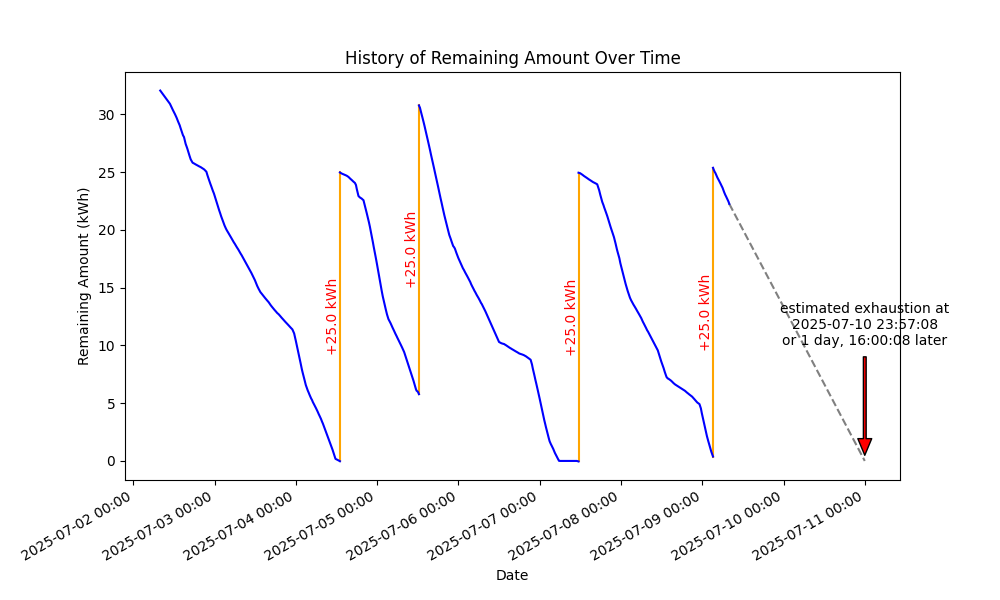 History of Remaining Amount Over Time
Remaining Amount (kWh)
30
25
20
15
10
5
0
+25.0 kWh
+25.0 kWh
+25.0 kWh
+25.0 kWh
estimated exhaustion at
2025-07-10 23:57:08
or 1 day, 16:00:08 later
2025-07-02 00:00
2025-07-03 00:00
2025-07-04 00:00
2025-07-05 00:00
2025-07-06 00:00
2025-07-07 00:00
2025-07-08 00:00
2025-07-09 00:00
2025-07-10 00:00
2025-07-11 00:00
Date